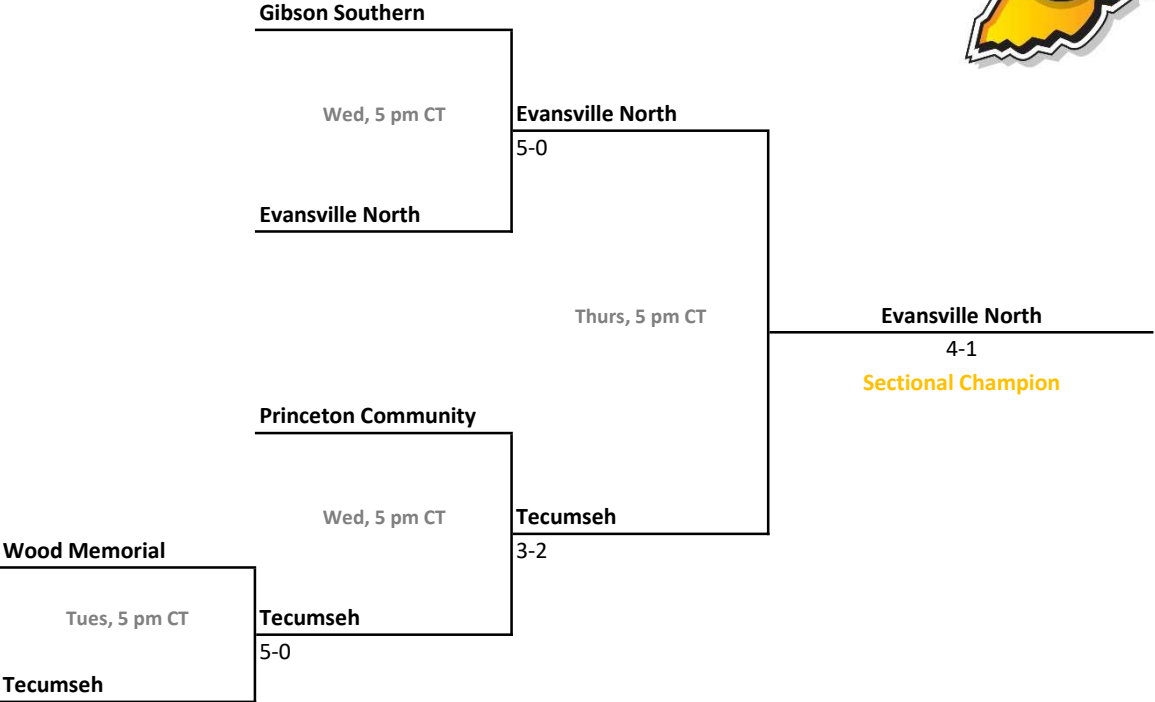 Gibson Southern
Wed, 5 pm CT
Evansville North
5-0
Evansville North
Thurs, 5 pm CT
Evansville North
4-1
Sectional Champion
Princeton Community
Wed, 5 pm CT
Tecumseh
3-2
Wood Memorial
Tues, 5 pm CT
Tecumseh
5-0
Tecumseh